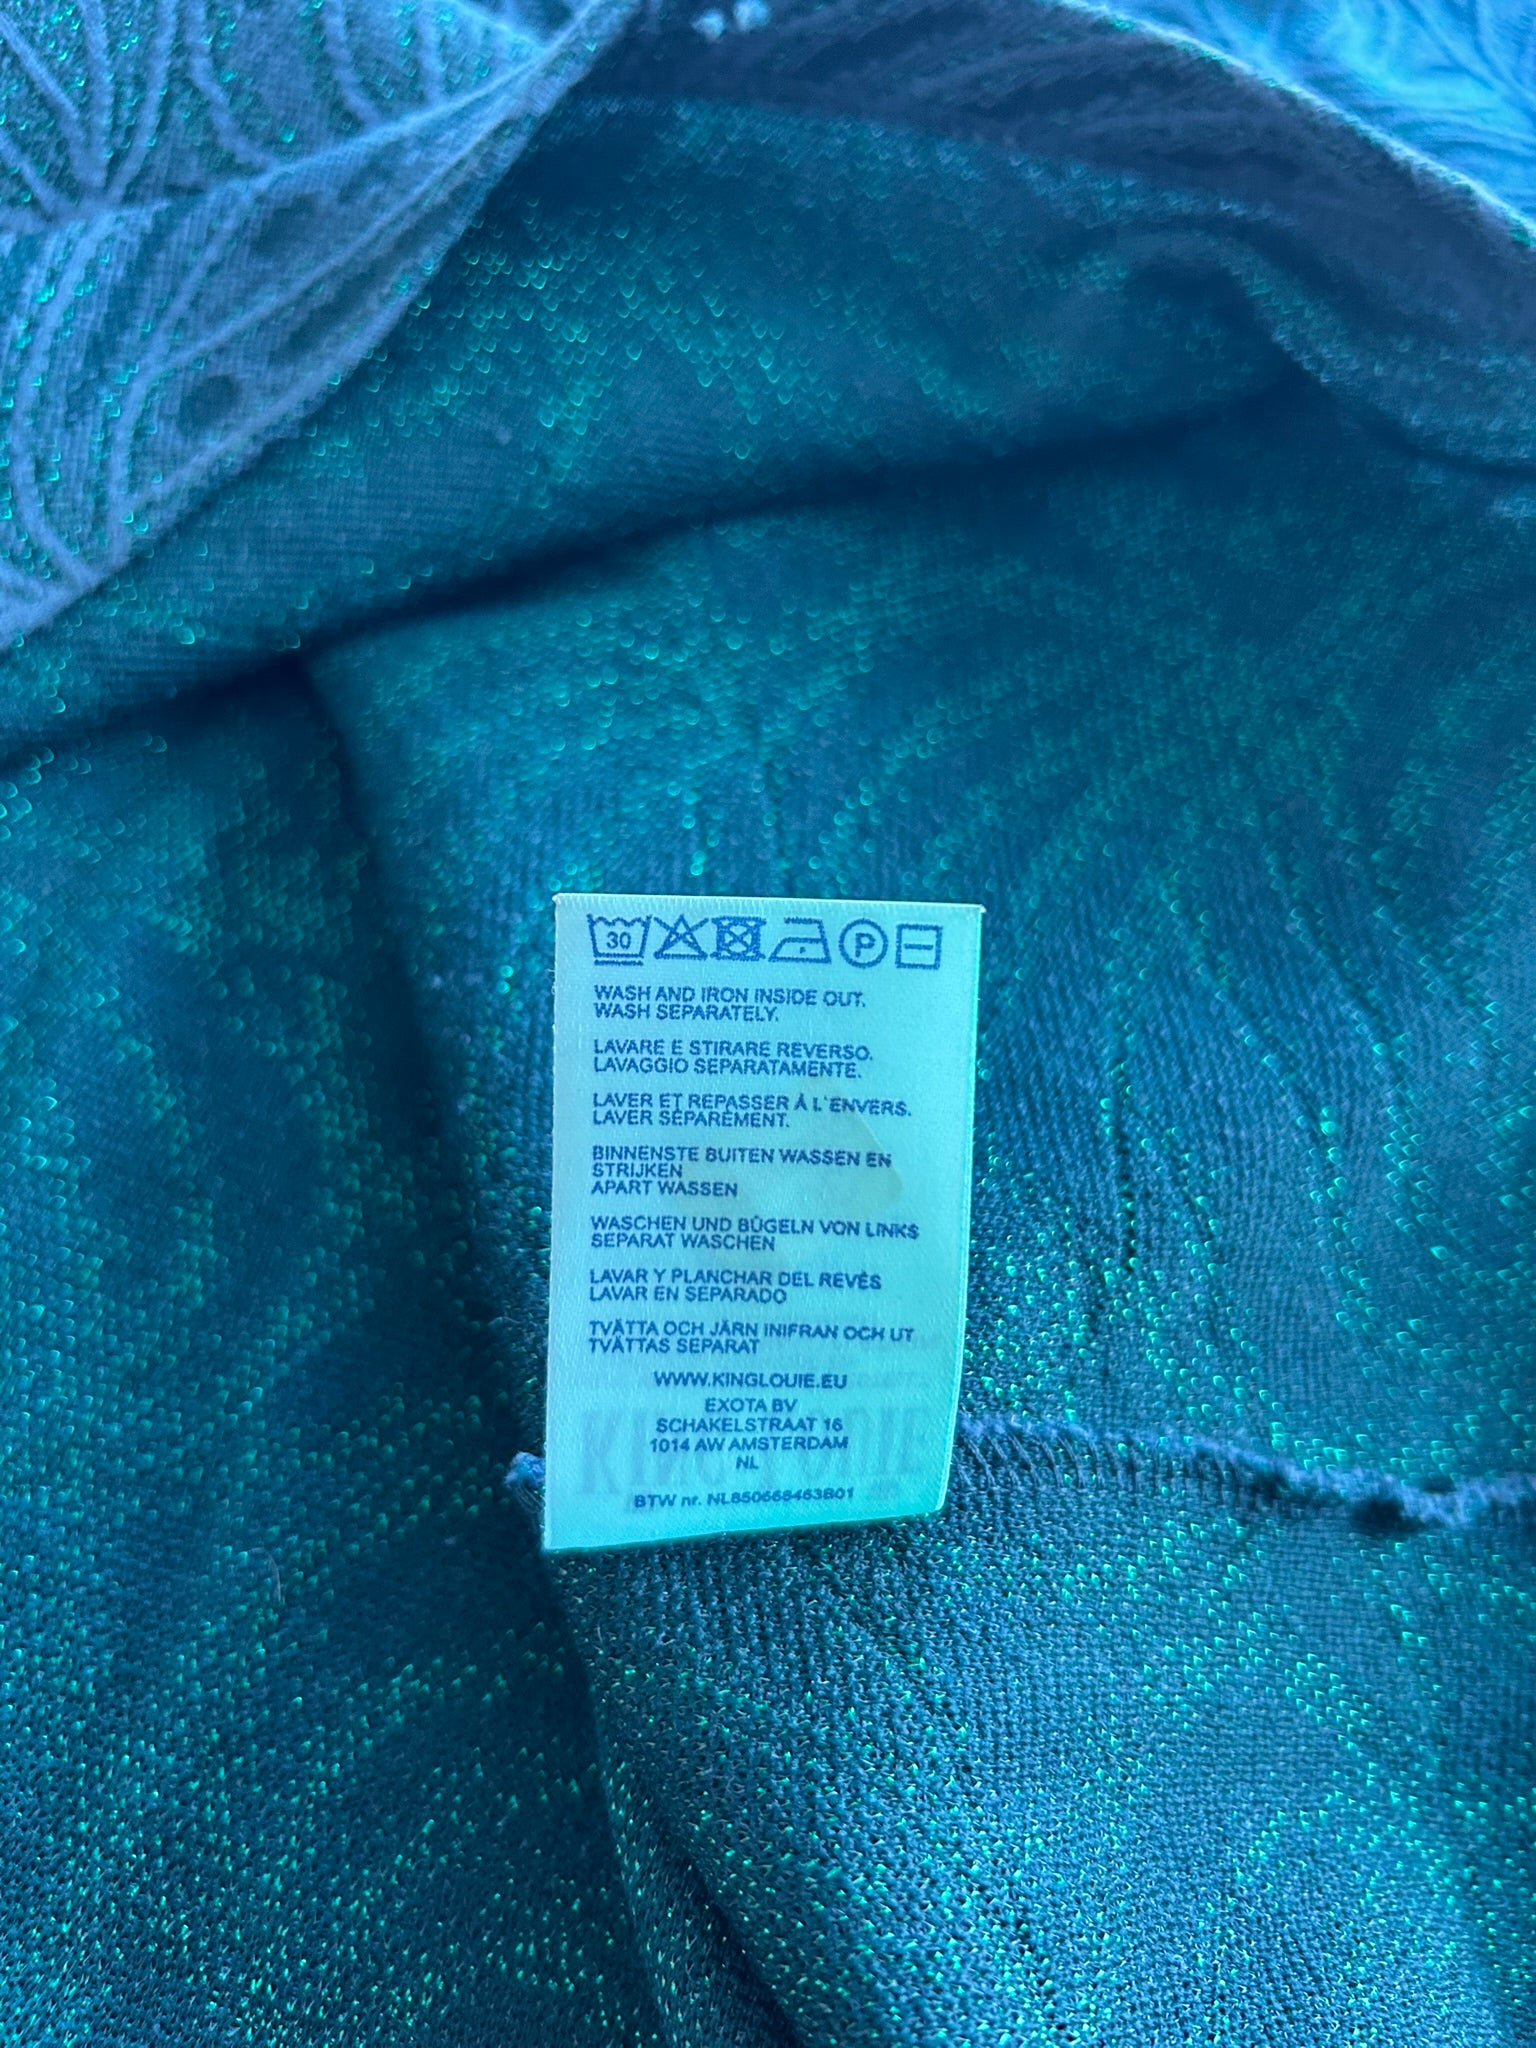 30
P
WASH AND IRON INSIDE OUT.
WASH SEPARATELY.
LAVARE E STIRARE REVERSO.
LAVAGGIO SEPARATAMENTE.
LAVER ET REPASSER À L'ENVERS.
LAVER SÉPARÉMENT.
BINNENSTE BUITEN WASSEN EN
STRIJKEN
APART WASSEN
WASCHEN UND BÜGELN VON LINKS
SEPARAT WASCHEN
LAVAR Y PLANCHAR DEL REVÉS
LAVAR EN SEPARADO
TVÄTTA OCH JÄRN INIFRAN OCH UT
TVÄTTAS SEPARAT
WWW.KINGLOUIE.EU
EXOTA BV
SCHAKELSTRAAT 16
1014 AW AMSTERDAM
NL
BTW nr. NL850668463B01